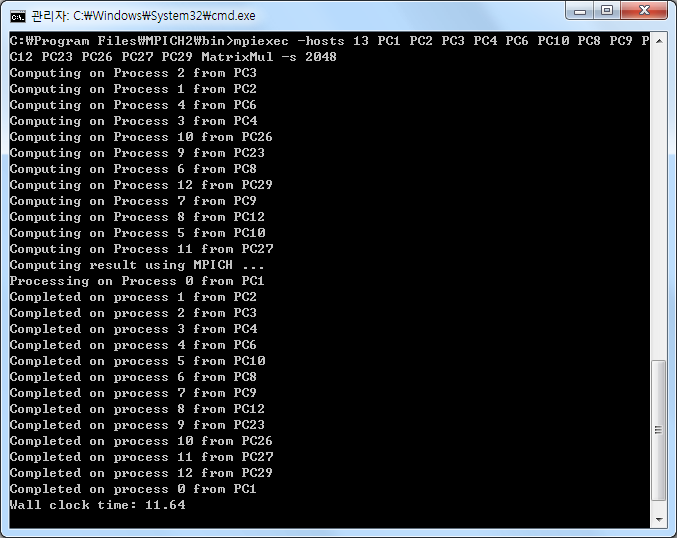 관리자: C:₩Windows₩System32₩cmd.exe
C:₩Program Files₩MPICH2₩bin>mpiexec -hosts 13 PC1 PC2 PC3 PC4 PC6 PC10 PC8 PC9 P
C12 PC23 PC26 PC27 PC29 MatrixMul -s 2048
Computing on Process 2 from PC3
Computing on Process 1 from PC2
Computing on Process 4 from PC6
Computing on Process 3 from PC4
Computing on Process 10 from PC26
Computing on Process 9 from PC23
Computing on Process 6 from PC8
Computing on Process 12 from PC29
Computing on Process 7 from PC9
Computing on Process 8 from PC12
Computing on Process 5 from PC10
Computing on Process 11 from PC27
Computing result using MPICH ...
Processing on Process 0 from PC1
Completed on process 1 from PC2
Completed on process 2 from PC3
Completed on process 3 from PC4
Completed on process 4 from PC6
Completed on process 5 from PC10
Completed on process 6 from PC8
Completed on process 7 from PC9
Completed on process 8 from PC12
Completed on process 9 from PC23
Completed on process 10 from PC26
Completed on process 11 from PC27
Completed on process 12 from PC29
Completed on process 0 from PC1
Wall clock time: 11.64